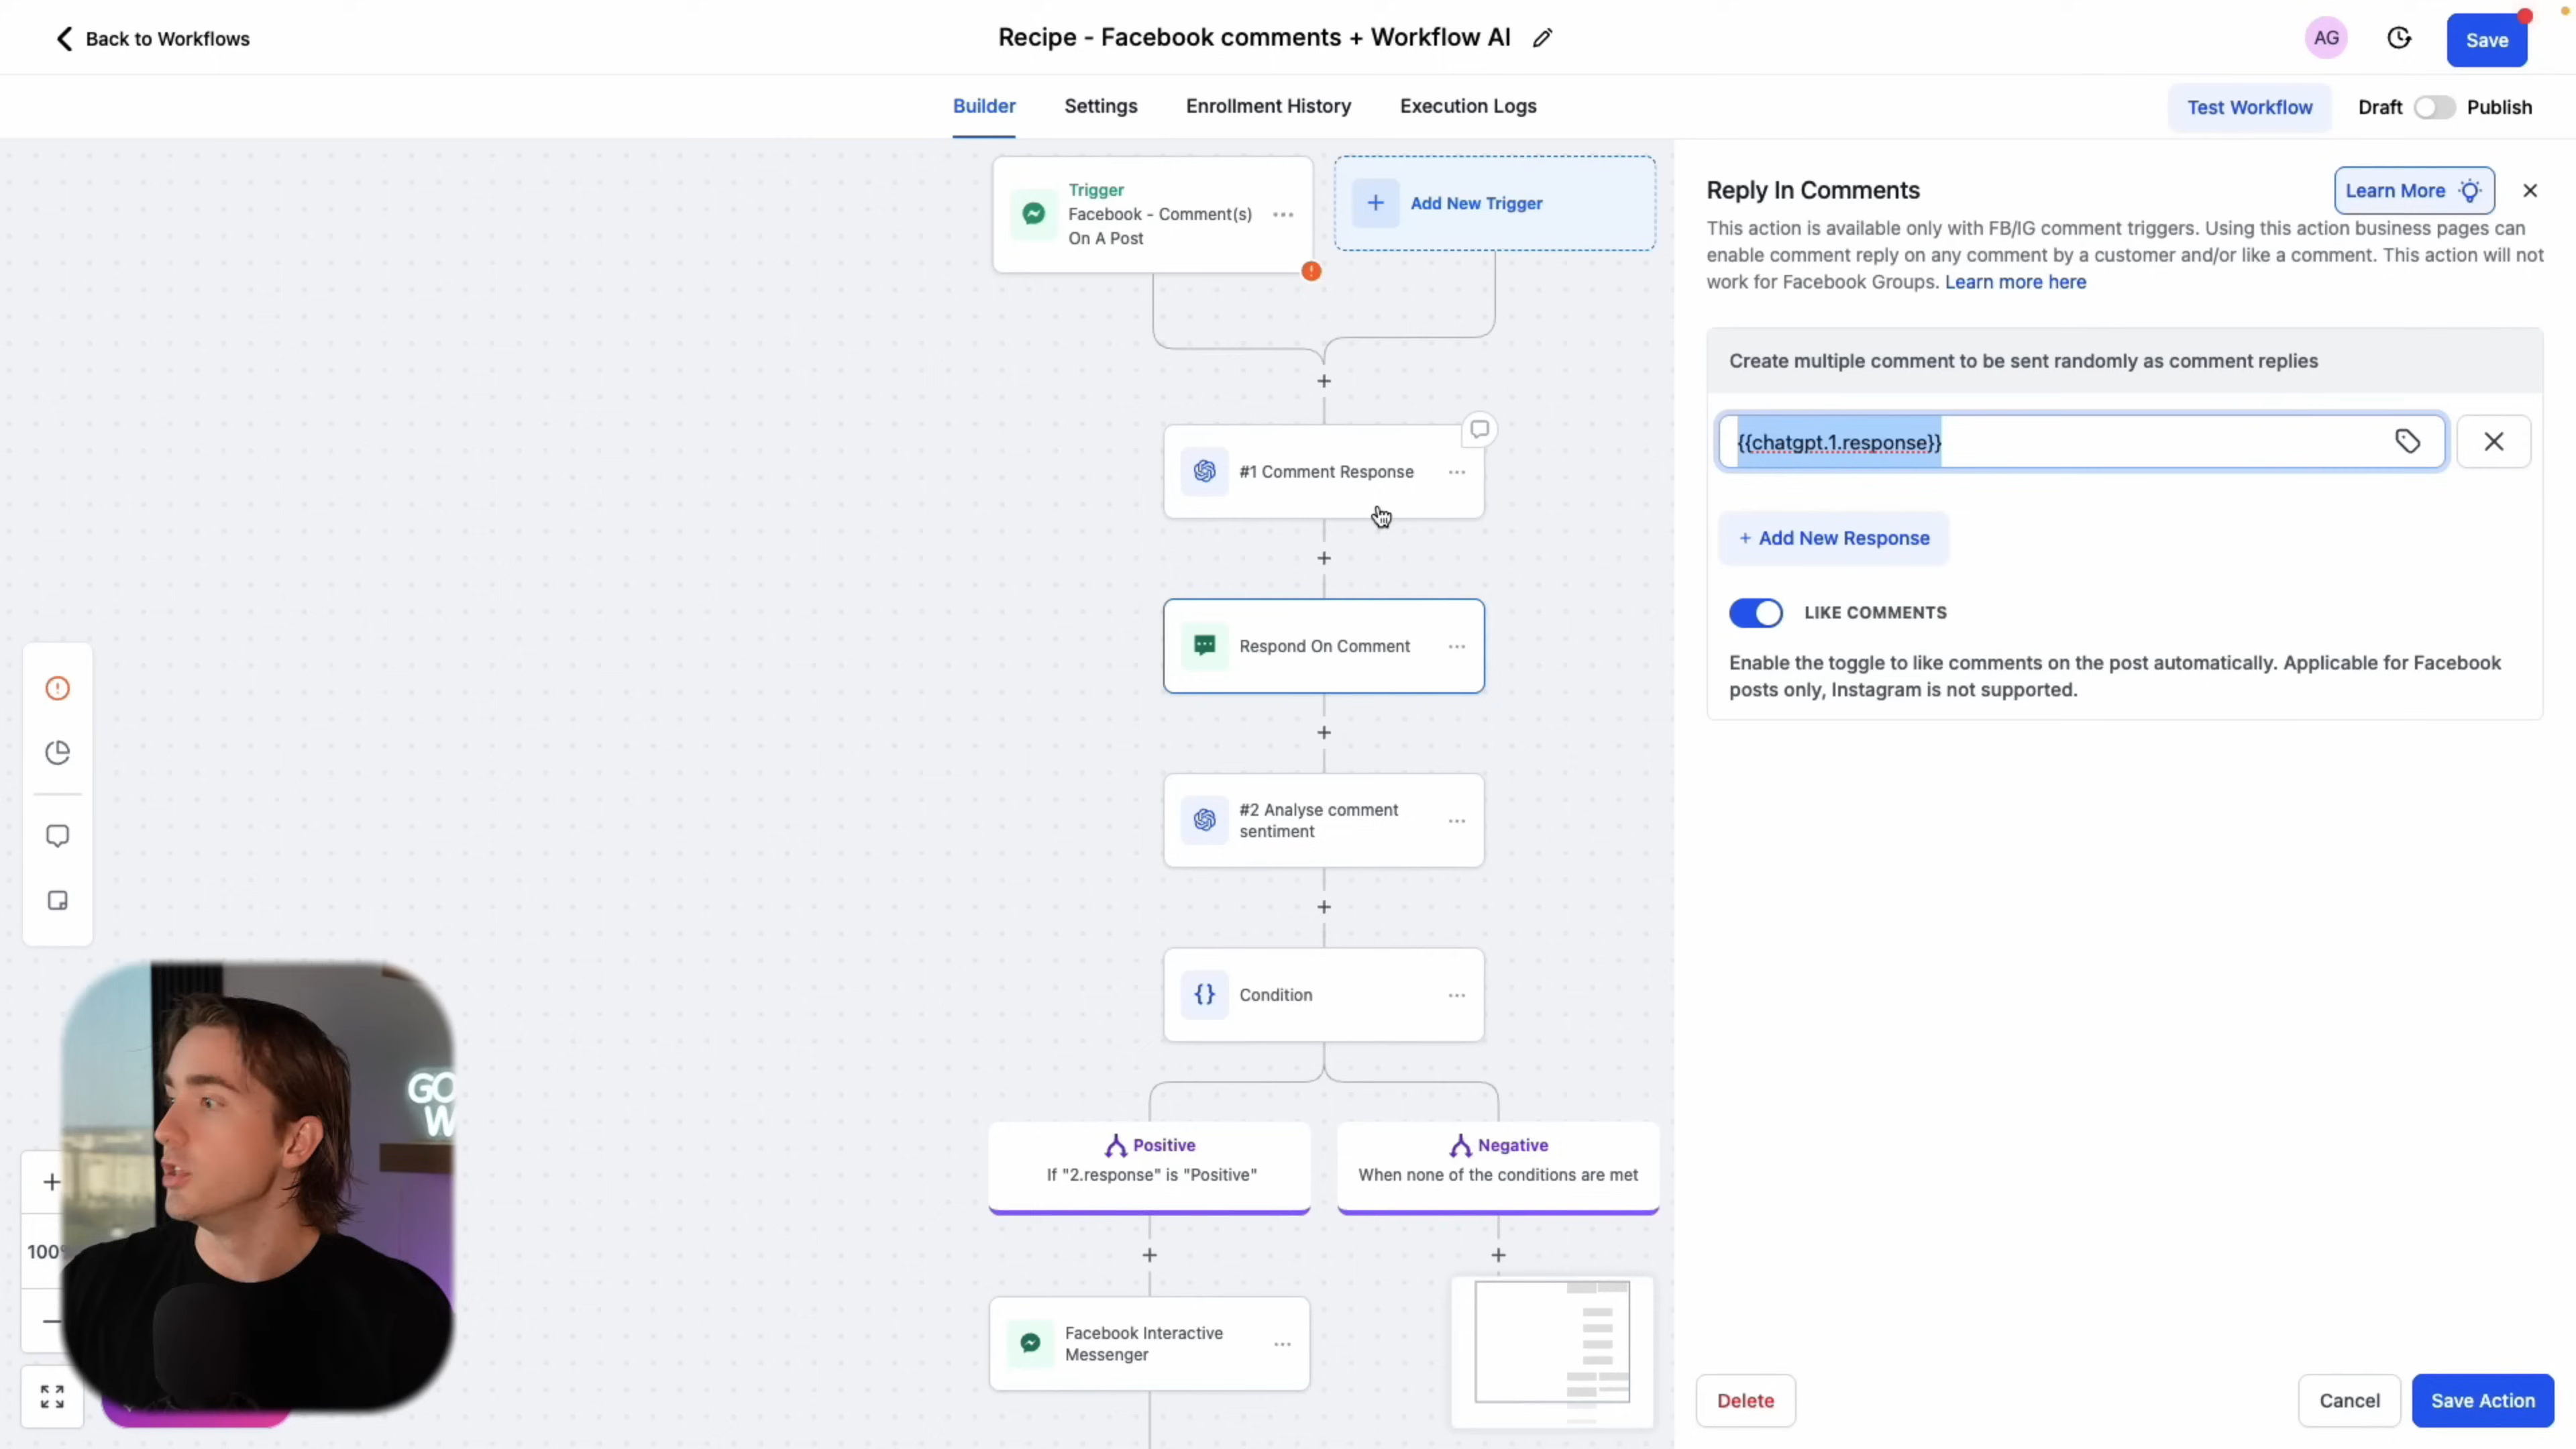 Back to Workflows
Recipe - Facebook comments + Workflow AI
AG
Save
Builder
Settings
Enrollment History
Execution Logs
Test Workflow
Draft
Publish
Trigger
Facebook - Comment(s)
On A Post
Add New Trigger
#1 Comment Response
Respond On Comment
#2 Analyse comment
sentiment
Condition
Positive
If "2.response" is "Positive"
Negative
When none of the conditions are met
Facebook Interactive
Messenger
100%
GO
W
Reply In Comments
Learn More
This action is available only with FB/IG comment triggers. Using this action business pages can
enable comment reply on any comment by a customer and/or like a comment. This action will not
work for Facebook Groups. Learn more here
Create multiple comment to be sent randomly as comment replies
{{chatgpt.1.response}}
+ Add New Response
LIKE COMMENTS
Enable the toggle to like comments on the post automatically. Applicable for Facebook
posts only, Instagram is not supported.
Delete
Cancel
Save Action